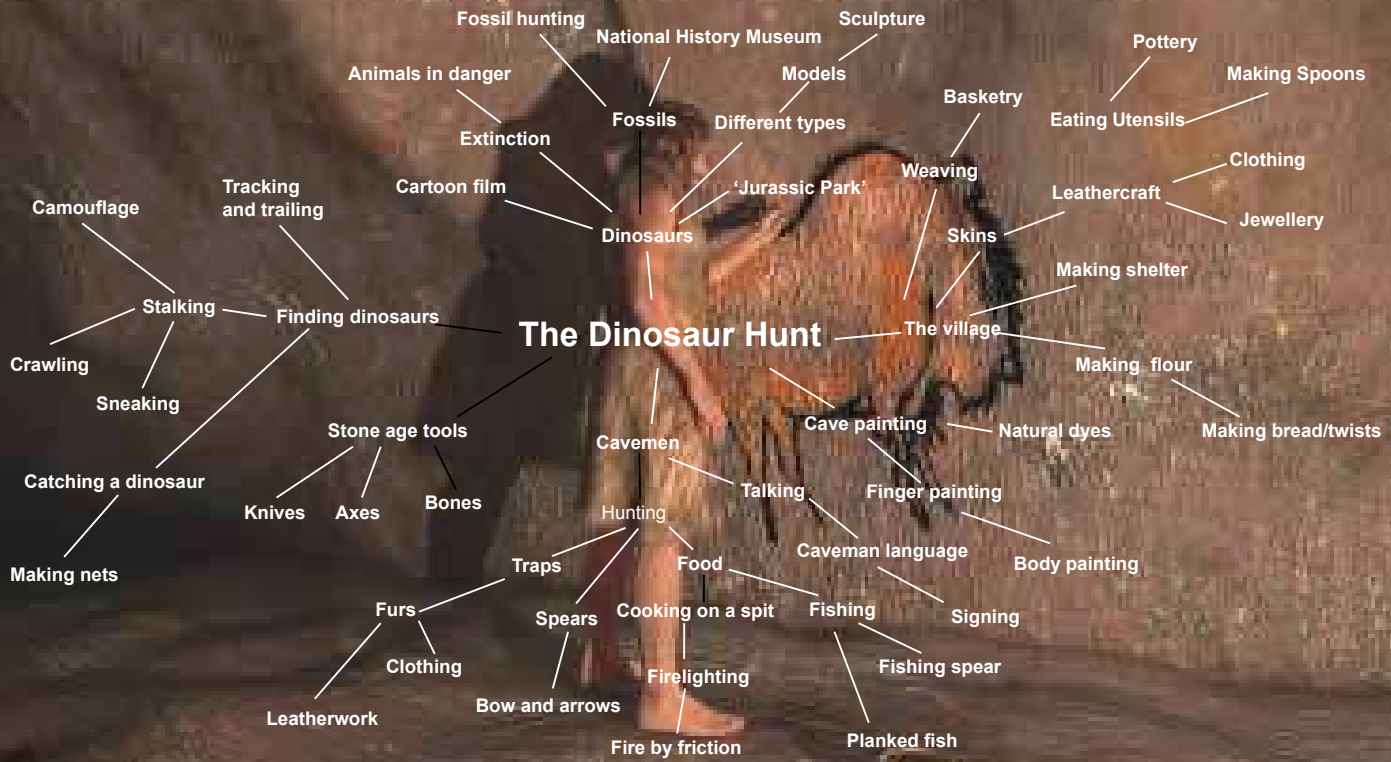 Fossil hunting
Sculpture
National History Museum
Pottery
Animals in danger
Models
Making Spoons
Basketry
Fossils
Different types
Eating Utensils
Extinction
Clothing
Weaving
Tracking
and trailing
Cartoon film
‘Jurassic Park’
Leathercraft
Camouflage
Jewellery
Dinosaurs
Skins
Making shelter
Stalking
Finding dinosaurs
The Dinosaur Hunt
The village
Crawling
Making flour
Sneaking
Stone age tools
Cavemen
Cave painting
Natural dyes
Making bread/twists
Catching a dinosaur
Knives
Axes
Bones
Hunting
Talking
Finger painting
Making nets
Traps
Food
Caveman language
Body painting
Furs
Spears
Cooking on a spit
Fishing
Signing
Clothing
Firelighting
Fishing spear
Leatherwork
Bow and arrows
Fire by friction
Planked fish